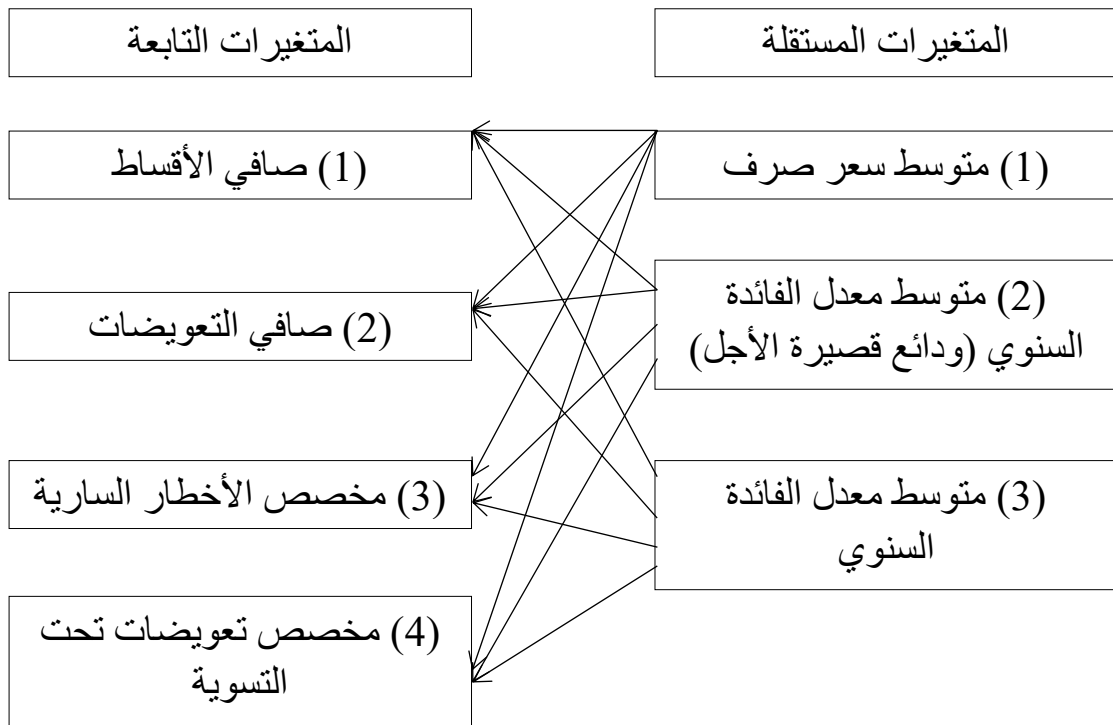 المتغيرات المستقلة
(1) متوسط سعر صرف
(2) متوسط معدل الفائدة
السنوي (ودائع قصيرة الأجل)
(3) متوسط معدل الفائدة
السنوي
المتغيرات التابعة
(1) صافي الأقساط
(2) صافي التعويضات
(3) مخصص الأخطار السارية
(4) مخصص تعويضات تحت
التسوية